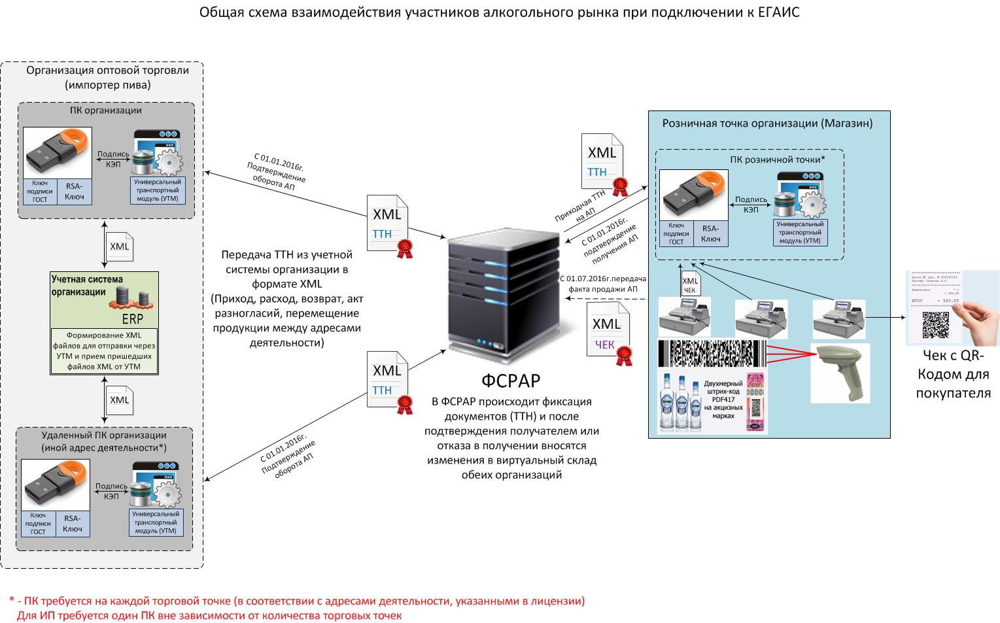 Общая схема взаимодействия участников алкогольного рынка при подключении к ЕГАИС
Организация оптовой торговли
(импортер пива)
ПК организации
Подпись
КЭП
Ключ
подписи
ГОСТ
RSA-
Ключ
Универсальный
транспортный
модуль (УТМ)
XML
Учетная система
организации
ERP
Формирование XML
файлов для отправки через
УТМ и прием пришедших
файлов XML от УТМ
XML
Удаленный ПК организации
(иной адрес деятельности*)
Подпись
КЭП
Ключ
подписи
ГОСТ
RSA-
Ключ
Универсальный
транспортный
модуль (УТМ)
С 01.01.2016г.
Подтверждение
оборота АП
XML
ТТН
Передача ТТН из учетной
системы организации в
формате XML
(Приход, расход, возврат, акт
разногласий, перемещение
продукции между адресами
деятельности)
XML
ТТН
С 01.01.2016г.
Подтверждение
оборота АП
ФСРАР
В ФСРАР происходит фиксация
документов (ТТН) и после
подтверждения получателем или
отказа в получении вносятся
изменения в виртуальный склад
обеих организаций
XML
ТТН
Приходная ТТН
на АП
С 01.01.2016г.
подтверждение
получения АП
С 01.07.2016г.передача
факта продажи АП
XML
ЧЕК
Розничная точка организации (Магазин)
ПК розничной точки*
Подпись
КЭП
Ключ
подписи
ГОСТ
RSA-
Ключ
Универсальный
транспортный
модуль (УТМ)
XML
ЧЕК
Двухмерный
штрих-код
PDF417
на акцизных
марках
ИТОГ = 560.00
Чек с QR-
Кодом для
покупателя
* - ПК требуется на каждой торговой точке (в соответствии с адресами деятельности, указанными в лицензии)
Для ИП требуется один ПК вне зависимости от количества торговых точек